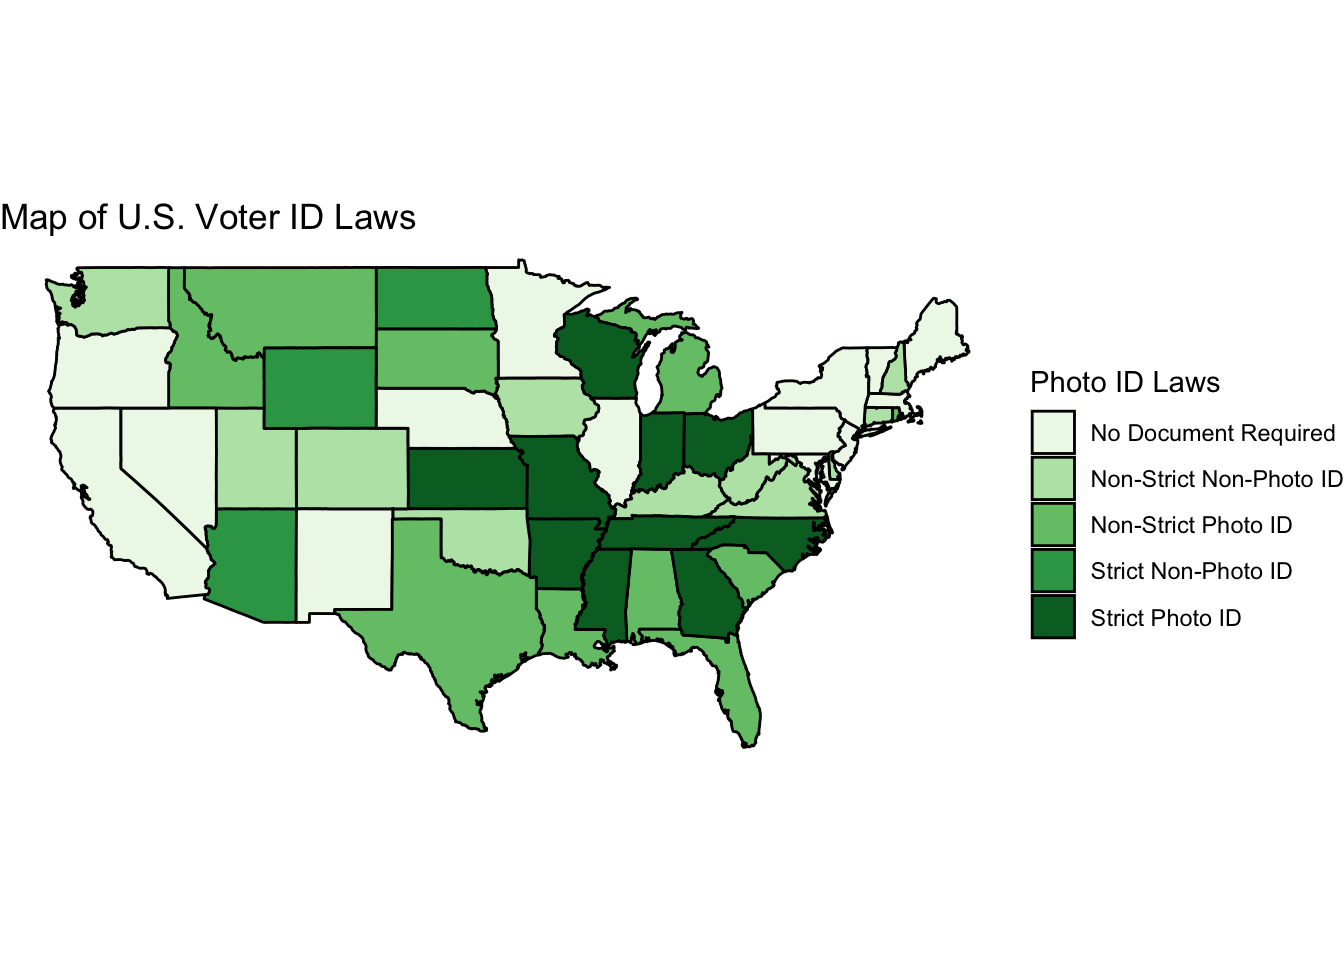 Map of U.S. Voter ID Laws
Photo ID Laws
No Document Required
Non-Strict Non-Photo ID
Non-Strict Photo ID
Strict Non-Photo ID
Strict Photo ID